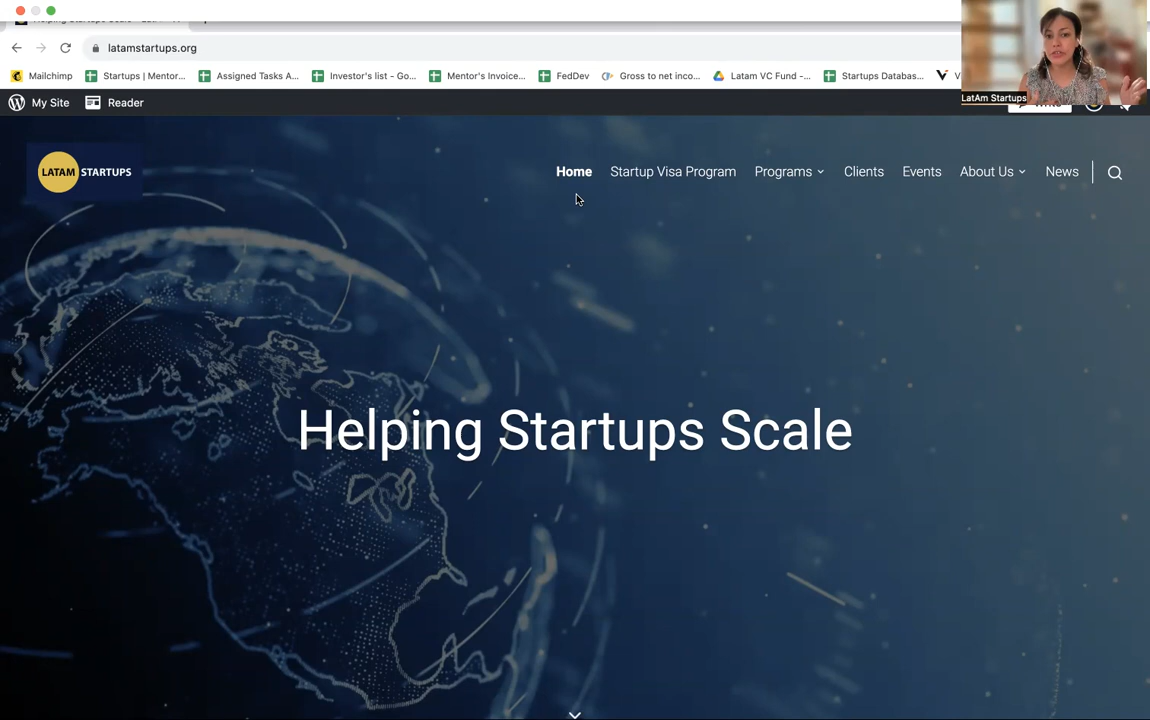 latamstartups.org
Mailchimp
Startups | Mentor...
Assigned Tasks A...
Investor's list - Go...
Mentor's Invoice...
FedDev
Gross to net inco...
Latam VC Fund -...
Startups Databas...
My Site
Reader
LatAm Startups
LATAM STARTUPS
Home
Startup Visa Program
Programs
Clients
Events
About Us
News
Helping Startups Scale